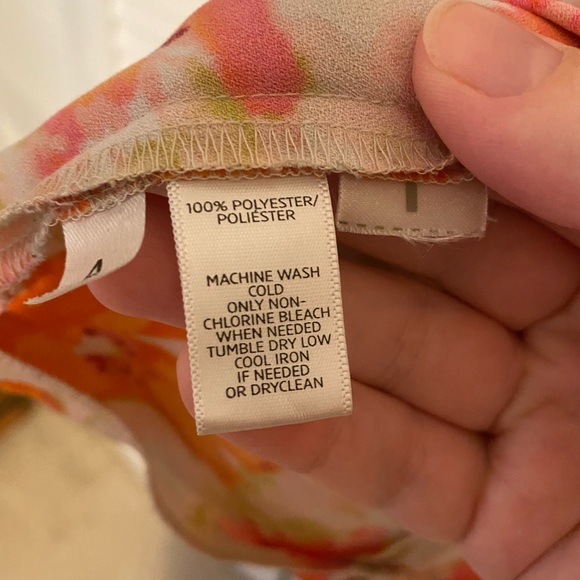 100% POLYESTER/
POLIÉSTER
MACHINE WASH
COLD
ONLY NON-
CHLORINE BLEACH
WHEN NEEDED
TUMBLE DRY LOW
COOL IRON
IF NEEDED
OR DRYCLEAN